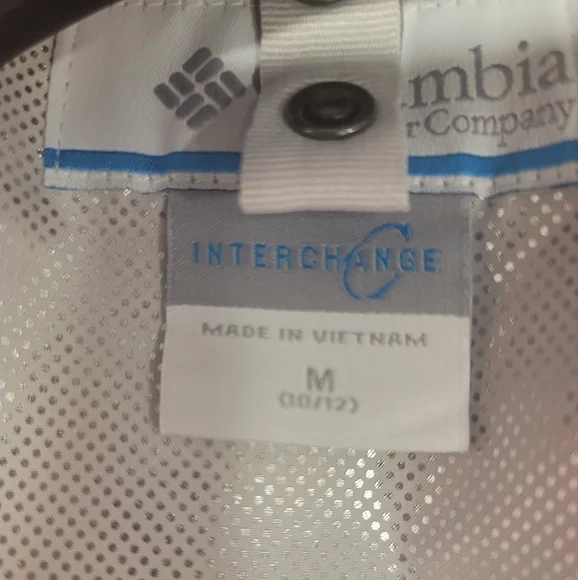 mbia
r Company
INTERCHANGE
MADE IN VIETNAM
M
(10/12)